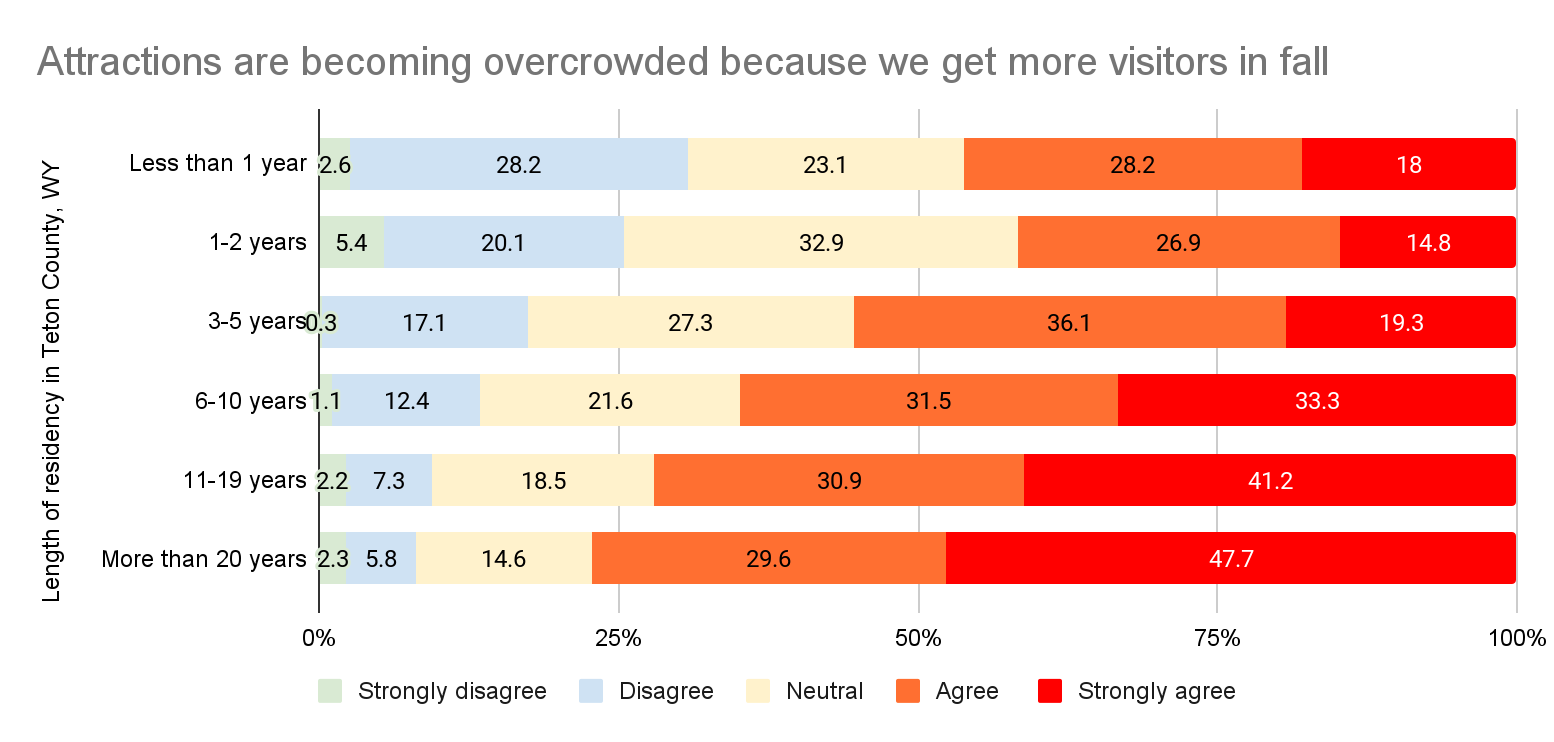 Attractions are becoming overcrowded because we get more visitors in fall
Length of residency in Teton County, WY
Less than 1 year 2.6 28.2 23.1 28.2 18
1-2 years 5.4 20.1 32.9 26.9 14.8
3-5 years 0.3 17.1 27.3 36.1 19.3
6-10 years 1.1 12.4 21.6 31.5 33.3
11-19 years 2.2 7.3 18.5 30.9 41.2
More than 20 years 2.3 5.8 14.6 29.6 47.7
0% 25% 50% 75% 100%
Strongly disagree Disagree Neutral Agree Strongly agree